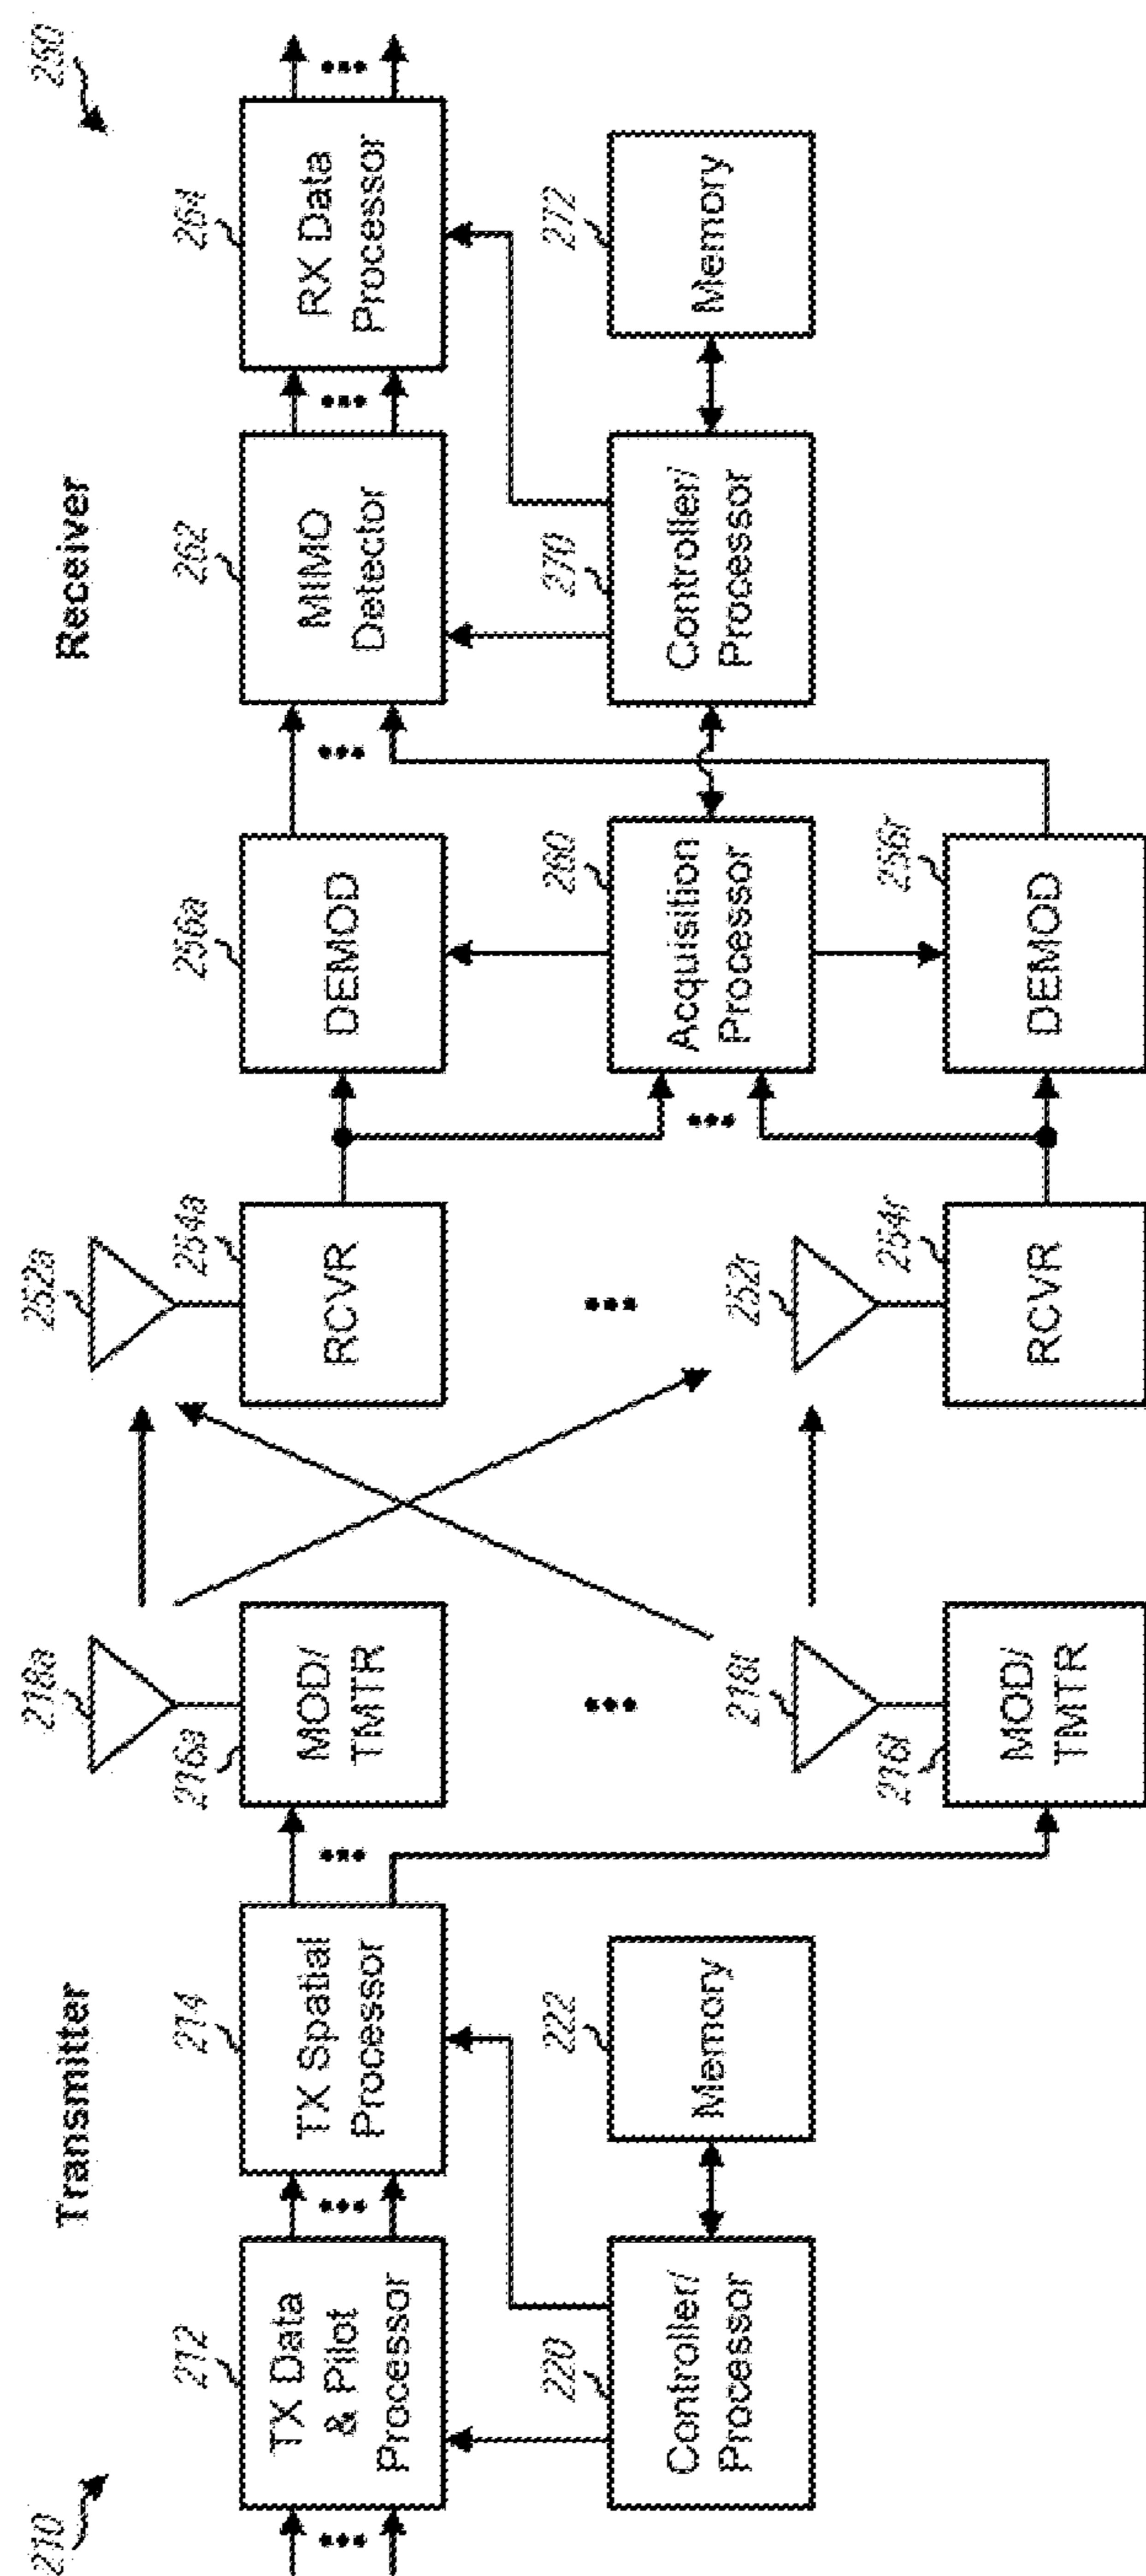 210
Transmitter
Receiver
250
212
TX Data
& Pilot
Processor
214
TX Spatial
Processor
216a
MOD/
TMTR
218a
252a
254a
RCVR
256a
DEMOD
262
MIMO
Detector
264
RX Data
Processor
220
Controller/
Processor
222
Memory
260
Acquisition
Processor
270
Controller/
Processor
272
Memory
216t
MOD/
TMTR
218t
252r
254r
RCVR
256r
DEMOD